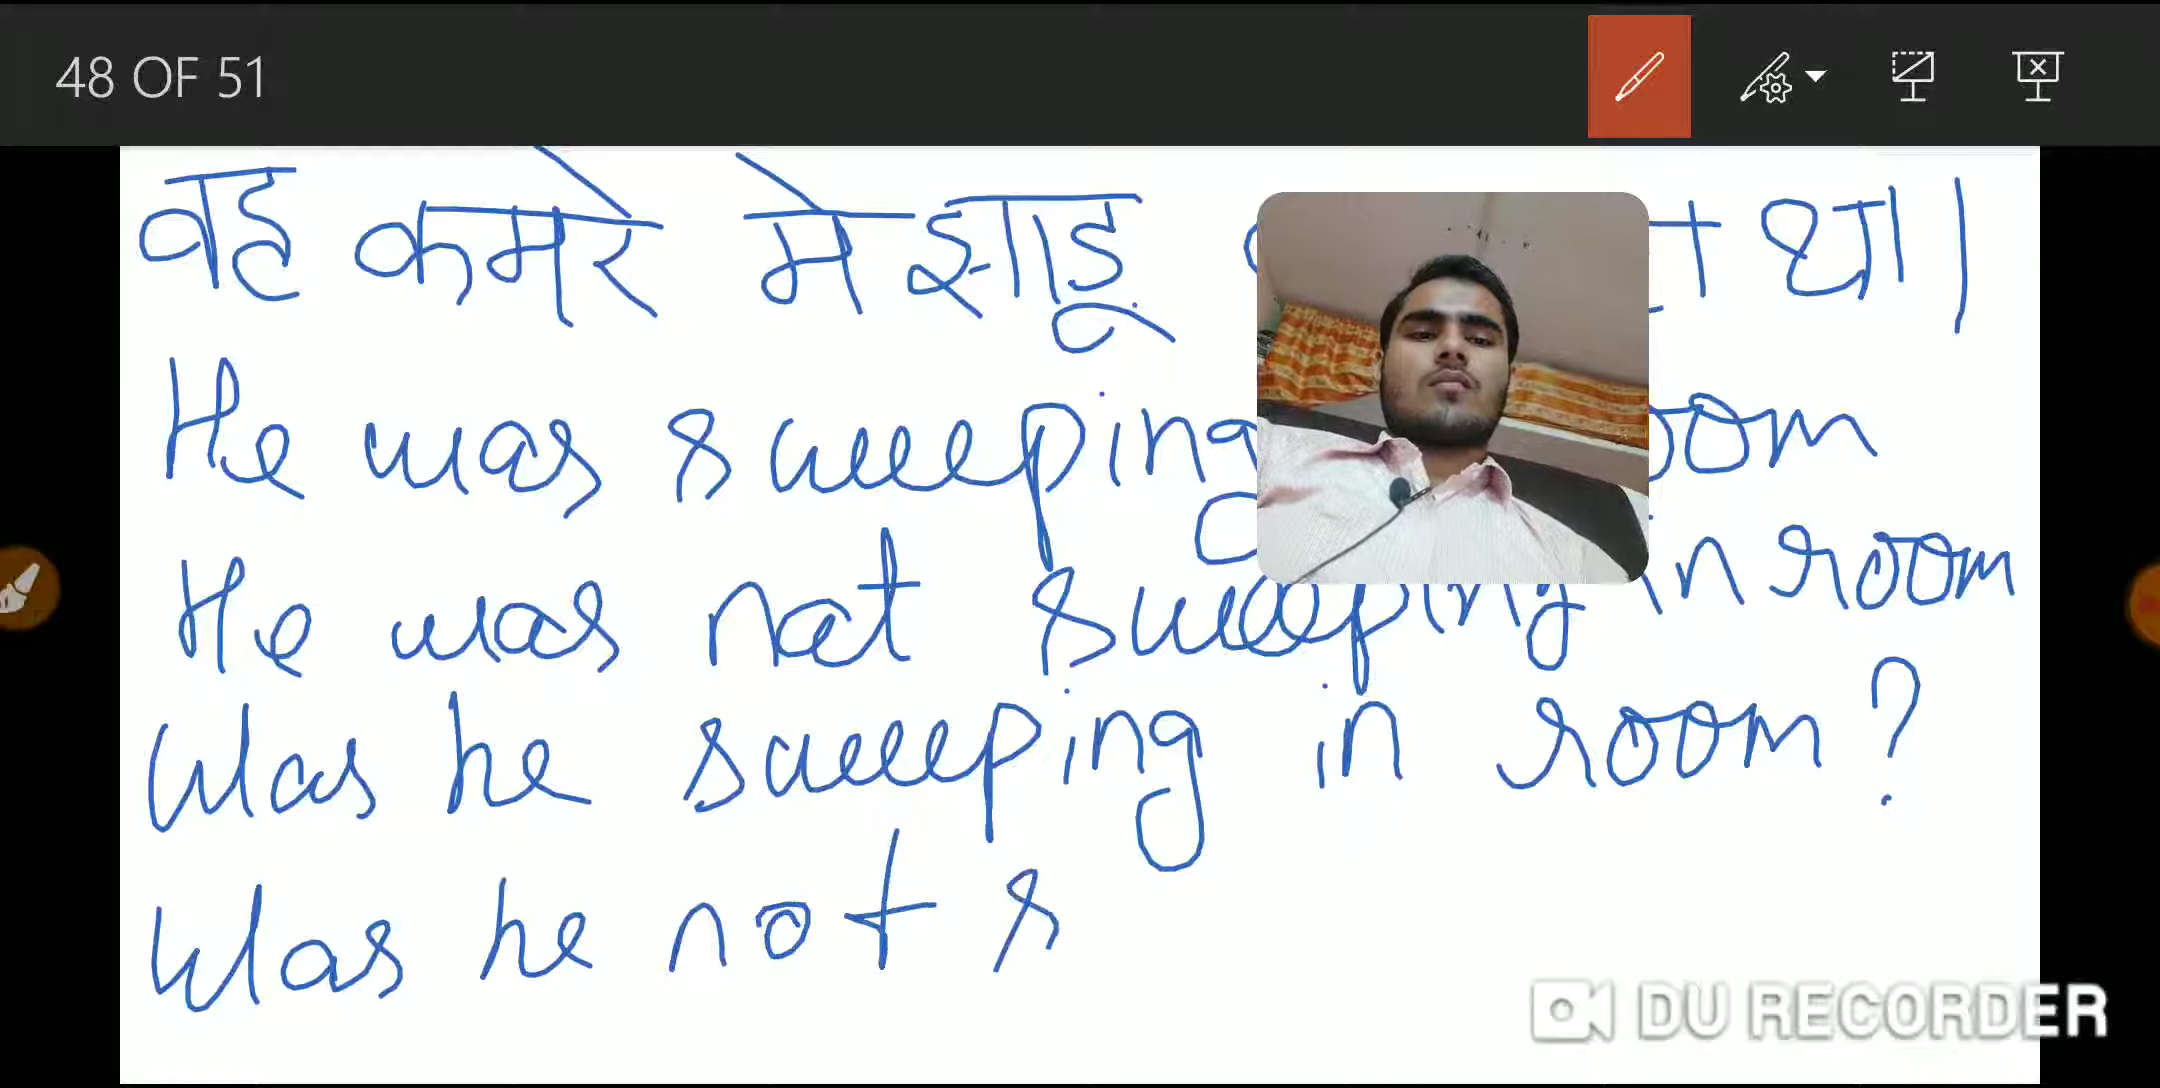 48 OF 51
वह कमरे मे झाडू था।
He was sweeping
He was not sweeping in room
Was he sweeping in room?
Was he not s
DU RECORDER